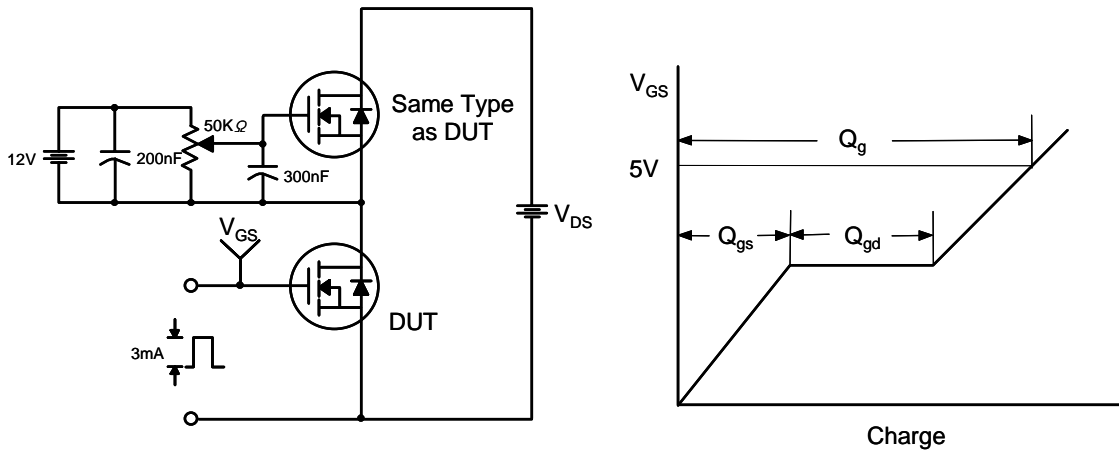 12V
200nF
50KΩ
300nF
Same Type
as DUT
V_DS
V_GS
DUT
3mA
V_GS
5V
Q_g
Q_gs
Q_gd
Charge